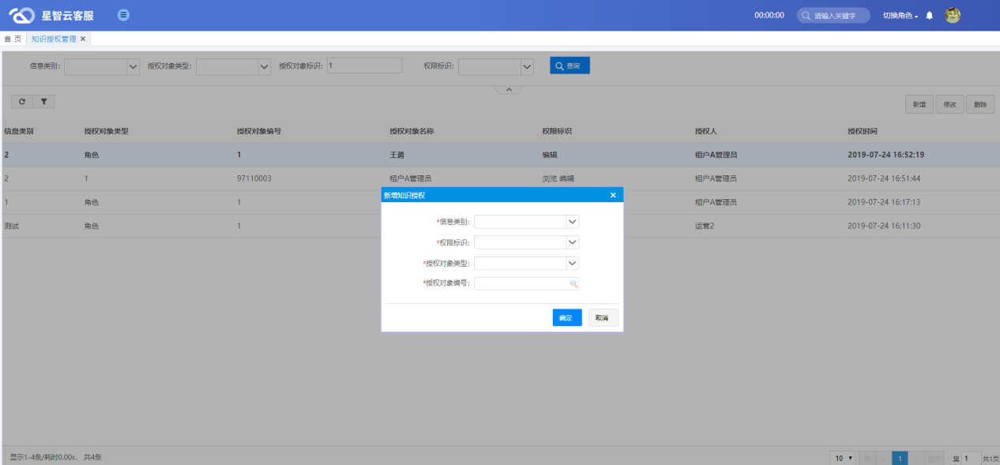 星智云客服
00:00:00
请输入关键字
切换角色
首 页
知识授权管理 ×
信息类别:
授权对象类型:
授权对象标识: 1
权限标识:
查询
新增
修改
删除
信息类别 授权对象类型 授权对象编号 授权对象名称 权限标识 授权人 授权时间
2 角色 1 王勇 编辑 租户A管理员 2019-07-24 16:52:19
2 1 97110003 租户A管理员 浏览 编辑 租户A管理员 2019-07-24 16:51:44
1 角色 1 租户A管理员 2019-07-24 16:17:13
测试 角色 1 运营2 2019-07-24 16:11:30
新增知识授权 ×
*信息类别:
*权限标识:
*授权对象类型:
*授权对象编号:
确定
取消
显示1-4条/耗时0.00s， 共4条
10
1
第 1 共1页